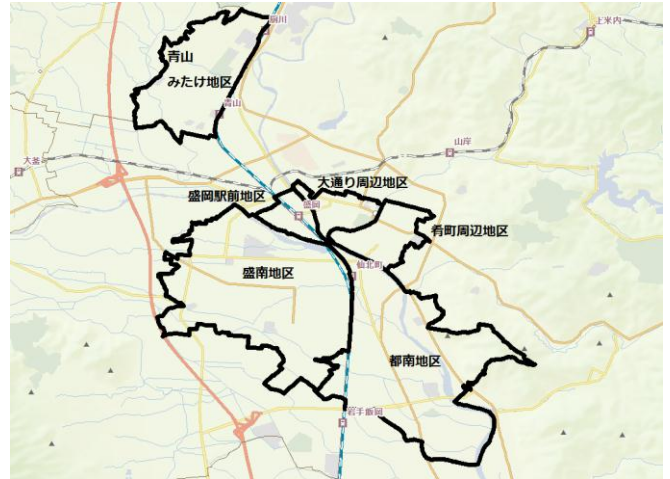 厨川
上米内
青山
みたけ地区
青山
山岸
大釜
大通り周辺地区
盛岡駅前地区
盛岡
肴町周辺地区
盛南地区
仙北町
都南地区
岩手飯岡